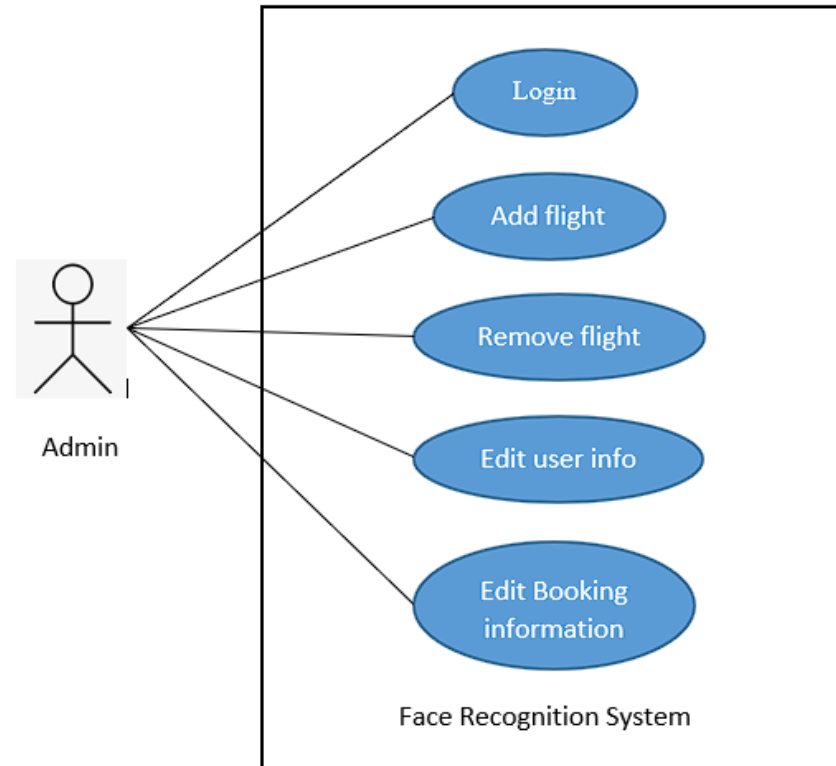 Login
Add flight
Remove flight
Admin
Edit user info
Edit Booking
information
Face Recognition System